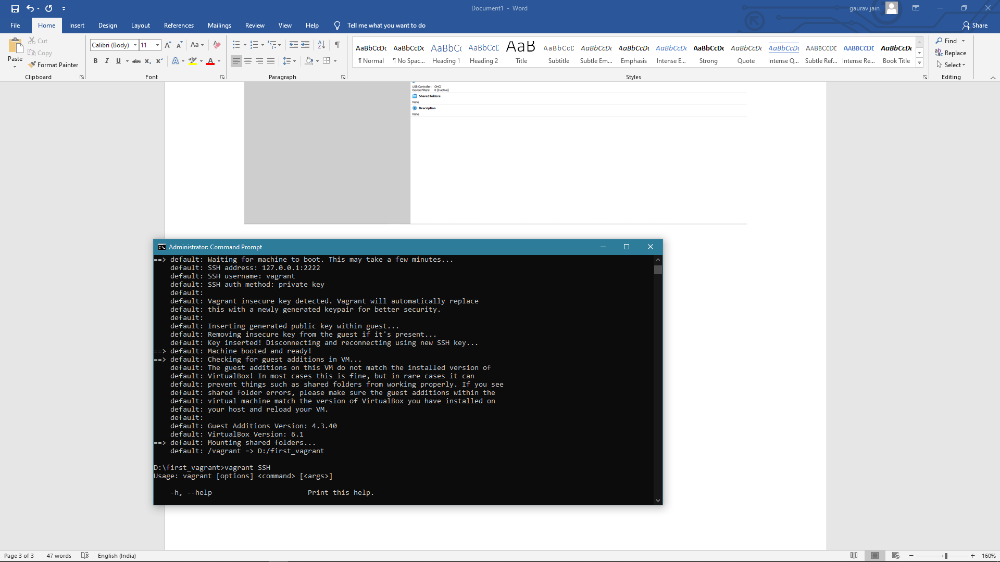 Document1 - Word
gaurav jain
File Home Insert Design Layout References Mailings Review View Help Tell me what you want to do
Share
Paste
Cut
Copy
Format Painter
Clipboard
Calibri (Body) 11
Font
Paragraph
AaBbCcDc AaBbCcDc AaBbCc AaBbCcD AaB AaBbCcD AaBbCcDc AaBbCcDc AaBbCcDc AaBbCcDc AaBbCcDc AaBbCcDc AABBCCDE AABBCCDE AaBbCcDc
¶ Normal ¶ No Spac... Heading 1 Heading 2 Title Subtitle Subtle Em... Emphasis Intense E... Strong Quote Intense Q... Subtle Ref... Intense Re... Book Title
Styles
Find
Replace
Select
Editing
USB Controller: OHCI
Device Filters: 0 (0 active)
Shared folders
None
Description
None
Administrator: Command Prompt
==> default: Waiting for machine to boot. This may take a few minutes...
default: SSH address: 127.0.0.1:2222
default: SSH username: vagrant
default: SSH auth method: private key
default:
default: Vagrant insecure key detected. Vagrant will automatically replace
default: this with a newly generated keypair for better security.
default:
default: Inserting generated public key within guest...
default: Removing insecure key from the guest if it's present...
default: Key inserted! Disconnecting and reconnecting using new SSH key...
==> default: Machine booted and ready!
==> default: Checking for guest additions in VM...
default: The guest additions on this VM do not match the installed version of
default: VirtualBox! In most cases this is fine, but in rare cases it can
default: prevent things such as shared folders from working properly. If you see
default: shared folder errors, please make sure the guest additions within the
default: virtual machine match the version of VirtualBox you have installed on
default: your host and reload your VM.
default:
default: Guest Additions Version: 4.3.40
default: VirtualBox Version: 6.1
==> default: Mounting shared folders...
default: /vagrant => D:/first_vagrant
D:\first_vagrant>vagrant SSH
Usage: vagrant [options] <command> [<args>]
-h, --help Print this help.
Page 3 of 3 47 words English (India)
160%